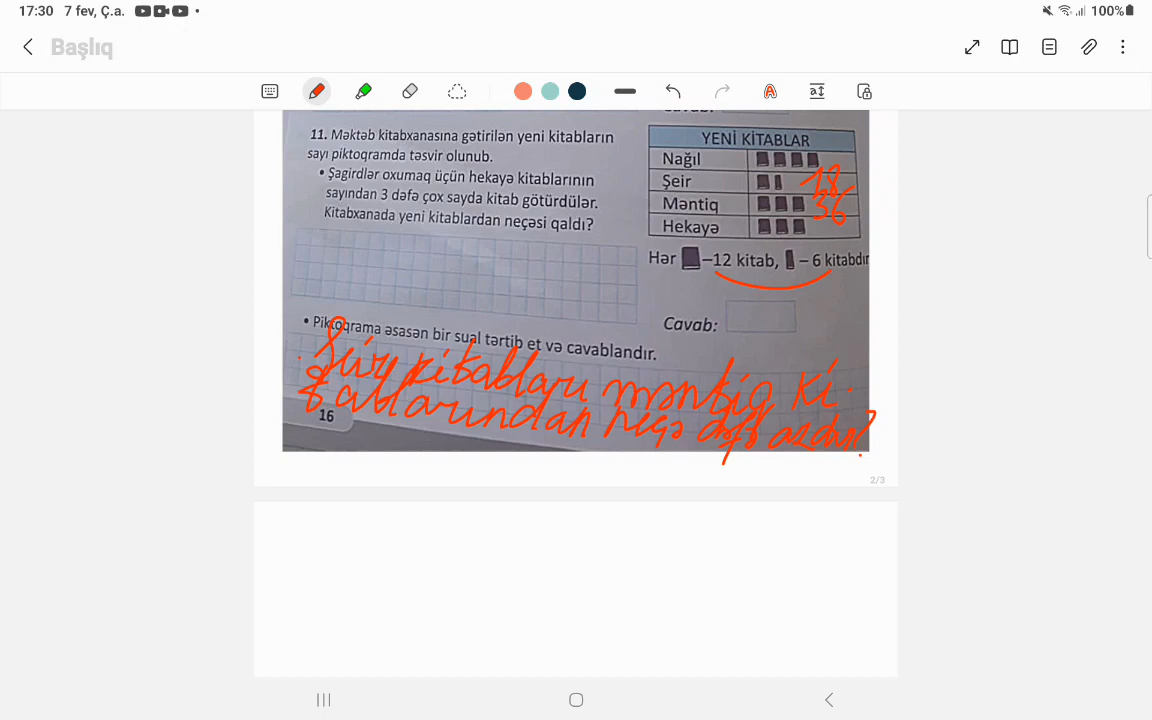 17:30 7 fev, Ç.a.
100%
Başlıq
11. Məktəb kitabxanasına gətirilən yeni kitabların
sayı piktoqramda təsvir olunub.
• Şagirdlər oxumaq üçün hekayə kitablarının
sayından 3 dəfə çox sayda kitab götürdülər.
Kitabxanada yeni kitablardan neçəsi qaldı?
YENİ KİTABLAR
Nağıl
Şeir 18
Məntiq 36
Hekayə
Hər –12 kitab, – 6 kitabdır
Cavab:
• Piktoqrama əsasən bir sual tərtib et və cavablandır.
Şeir kitabları məntiq ki-
tablarından neçə dəfə azdır?
16
2/3